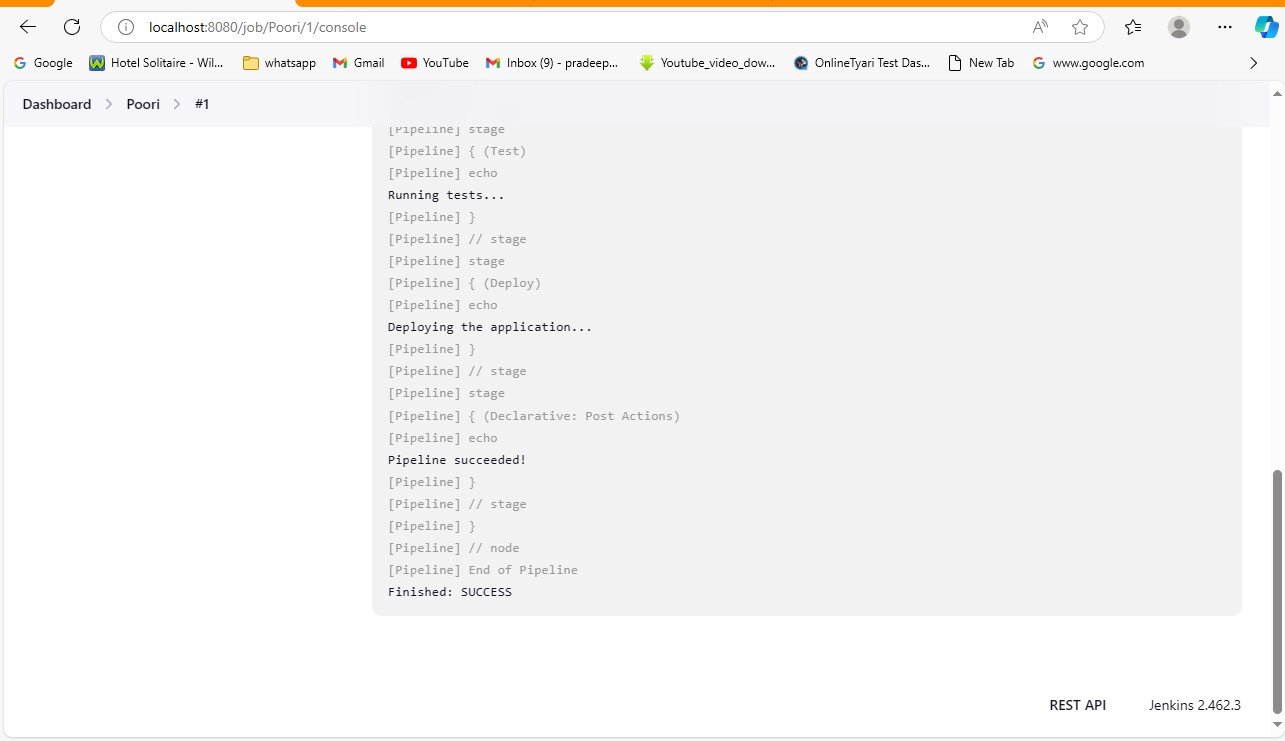 localhost:8080/job/Poori/1/console
Google Hotel Solitaire - Wil... whatsapp Gmail YouTube Inbox (9) - pradeep... Youtube_video_dow... OnlineTyari Test Das... New Tab www.google.com
Dashboard > Poori > #1
[Pipeline] stage
[Pipeline] { (Test)
[Pipeline] echo
Running tests...
[Pipeline] }
[Pipeline] // stage
[Pipeline] stage
[Pipeline] { (Deploy)
[Pipeline] echo
Deploying the application...
[Pipeline] }
[Pipeline] // stage
[Pipeline] stage
[Pipeline] { (Declarative: Post Actions)
[Pipeline] echo
Pipeline succeeded!
[Pipeline] }
[Pipeline] // stage
[Pipeline] }
[Pipeline] // node
[Pipeline] End of Pipeline
Finished: SUCCESS
REST API Jenkins 2.462.3